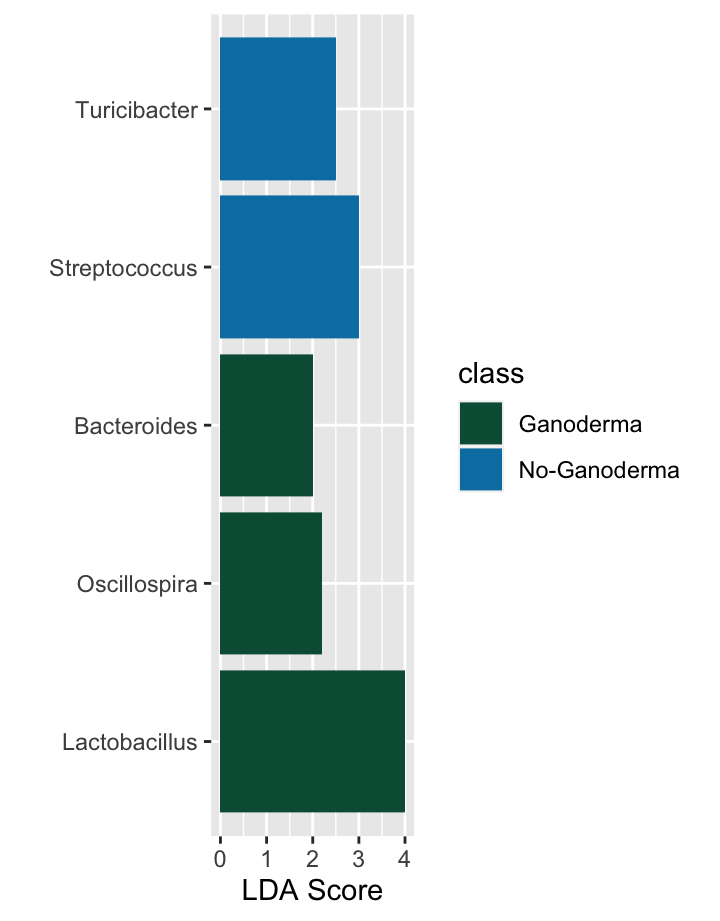 Turicibacter
Streptococcus
Bacteroides
Oscillospira
Lactobacillus
0 1 2 3 4
LDA Score
class
Ganoderma
No-Ganoderma